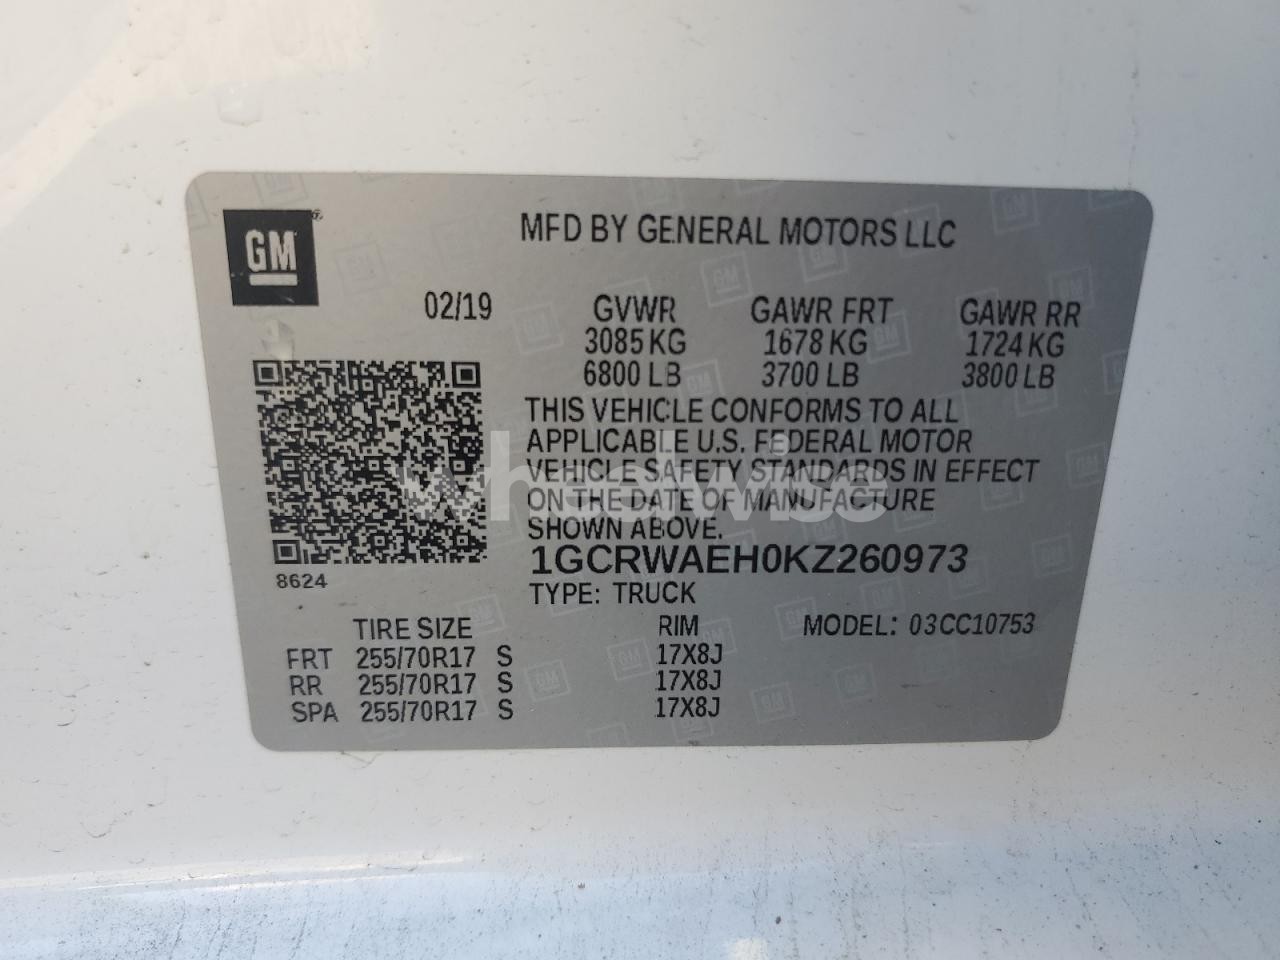 GM®
MFD BY GENERAL MOTORS LLC
02/19 GVWR GAWR FRT GAWR RR
3085 KG 1678 KG 1724 KG
6800 LB 3700 LB 3800 LB
THIS VEHICLE CONFORMS TO ALL
APPLICABLE U.S. FEDERAL MOTOR
VEHICLE SAFETY STANDARDS IN EFFECT
ON THE DATE OF MANUFACTURE
SHOWN ABOVE.
1GCRWAEH0KZ260973
8624
TYPE: TRUCK
TIRE SIZE RIM MODEL: 03CC10753
FRT 255/70R17 S 17X8J
RR 255/70R17 S 17X8J
SPA 255/70R17 S 17X8J
wheelwise